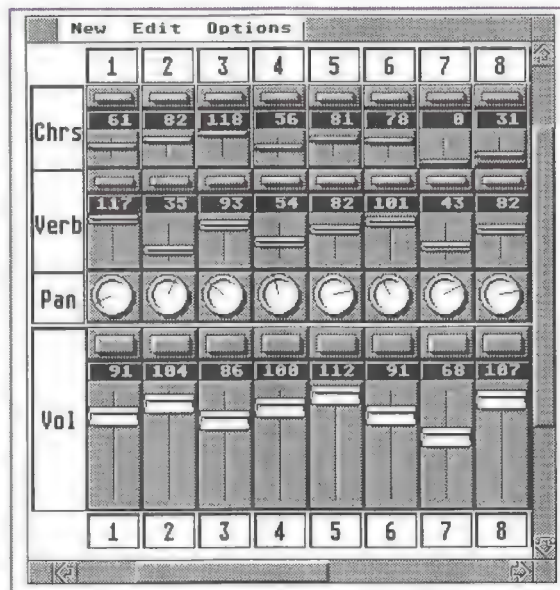 New Edit Options
1 2 3 4 5 6 7 8
Chrs
61 82 118 56 81 78 0 31
Verb
117 35 93 54 82 101 43 82
Pan
Vol
91 104 86 100 112 91 68 107
1 2 3 4 5 6 7 8